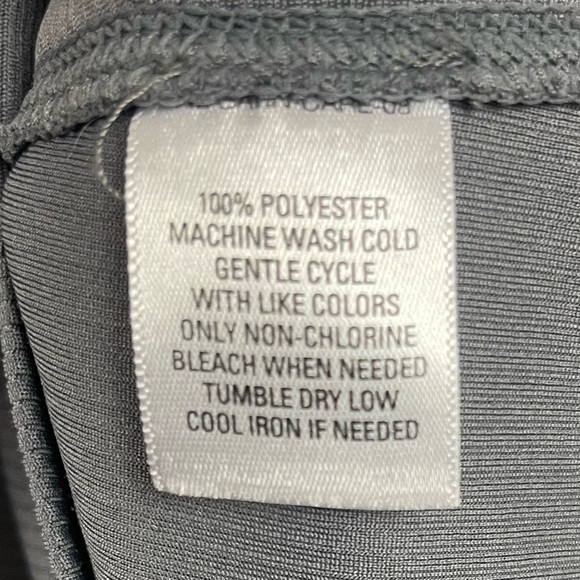 100% POLYESTER
MACHINE WASH COLD
GENTLE CYCLE
WITH LIKE COLORS
ONLY NON-CHLORINE
BLEACH WHEN NEEDED
TUMBLE DRY LOW
COOL IRON IF NEEDED